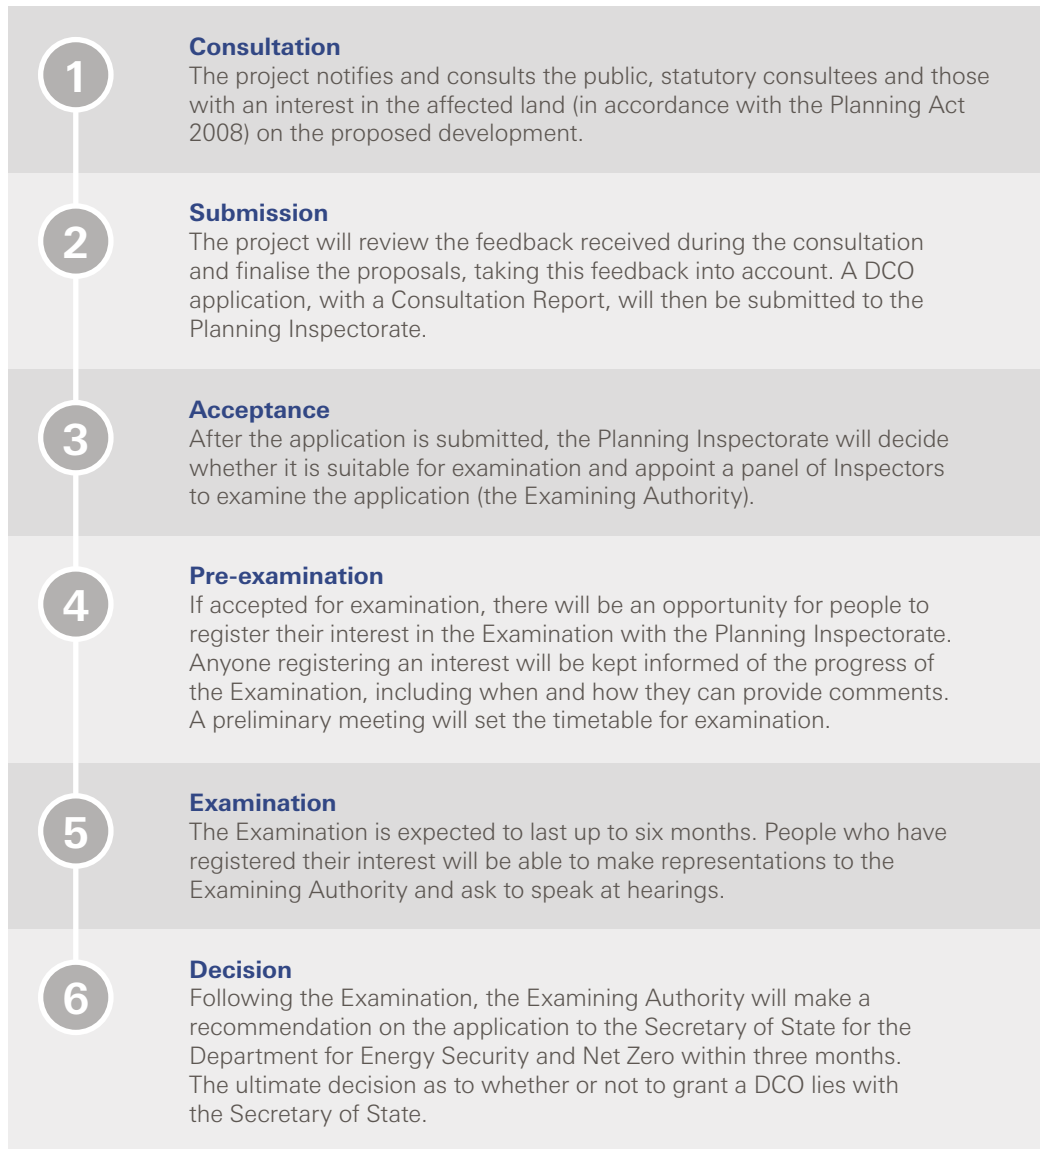 1
Consultation
The project notifies and consults the public, statutory consultees and those
with an interest in the affected land (in accordance with the Planning Act
2008) on the proposed development.
2
Submission
The project will review the feedback received during the consultation
and finalise the proposals, taking this feedback into account. A DCO
application, with a Consultation Report, will then be submitted to the
Planning Inspectorate.
3
Acceptance
After the application is submitted, the Planning Inspectorate will decide
whether it is suitable for examination and appoint a panel of Inspectors
to examine the application (the Examining Authority).
4
Pre-examination
If accepted for examination, there will be an opportunity for people to
register their interest in the Examination with the Planning Inspectorate.
Anyone registering an interest will be kept informed of the progress of
the Examination, including when and how they can provide comments.
A preliminary meeting will set the timetable for examination.
5
Examination
The Examination is expected to last up to six months. People who have
registered their interest will be able to make representations to the
Examining Authority and ask to speak at hearings.
6
Decision
Following the Examination, the Examining Authority will make a
recommendation on the application to the Secretary of State for the
Department for Energy Security and Net Zero within three months.
The ultimate decision as to whether or not to grant a DCO lies with
the Secretary of State.